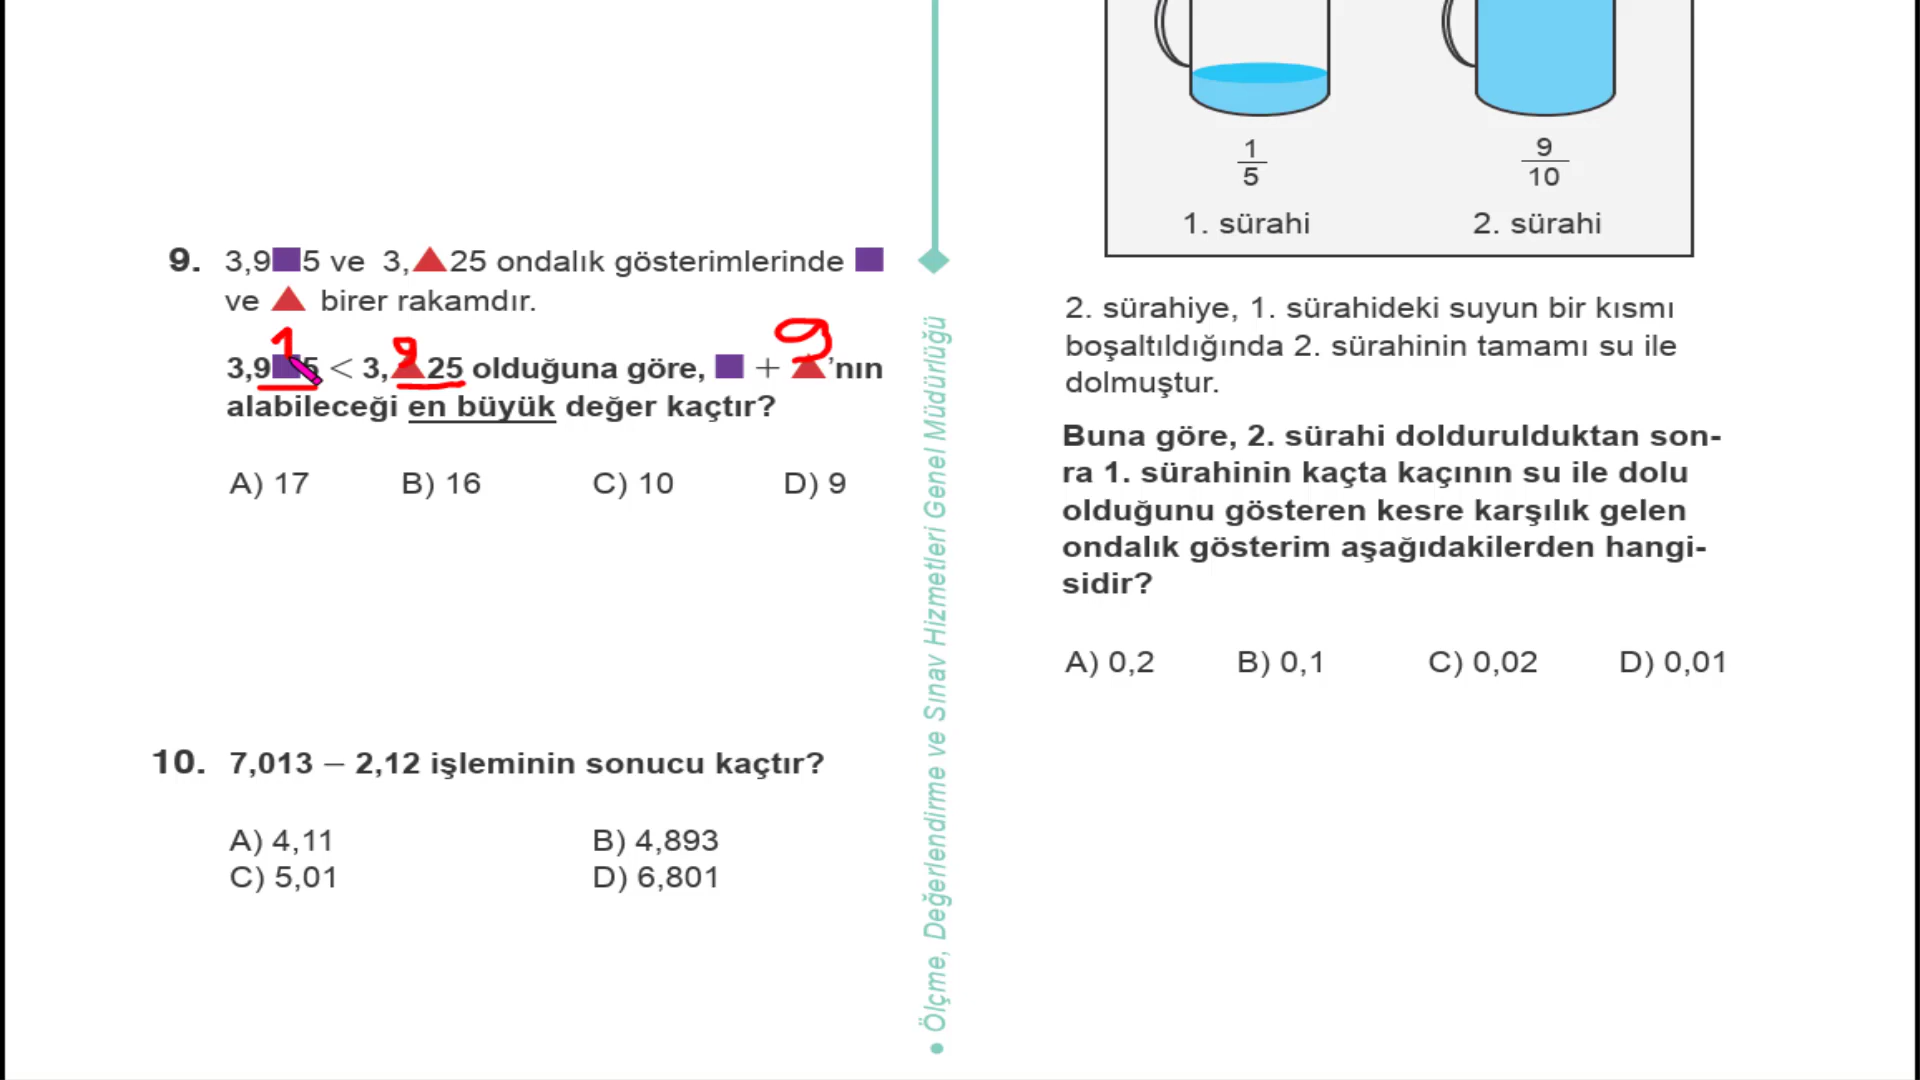 9. 3,9■5 ve 3,▲25 ondalık gösterimlerinde ■
ve ▲ birer rakamdır.
1 9 9
3,9■5 < 3,▲25 olduğuna göre, ■ + ▲'nın
alabileceği en büyük değer kaçtır?
A) 17 B) 16 C) 10 D) 9
10. 7,013 – 2,12 işleminin sonucu kaçtır?
A) 4,11 B) 4,893
C) 5,01 D) 6,801
• Ölçme, Değerlendirme ve Sınav Hizmetleri Genel Müdürlüğü
1/5 9/10
1. sürahi 2. sürahi
2. sürahiye, 1. sürahideki suyun bir kısmı
boşaltıldığında 2. sürahinin tamamı su ile
dolmuştur.
Buna göre, 2. sürahi doldurulduktan son-
ra 1. sürahinin kaçta kaçının su ile dolu
olduğunu gösteren kesre karşılık gelen
ondalık gösterim aşağıdakilerden hangi-
sidir?
A) 0,2 B) 0,1 C) 0,02 D) 0,01